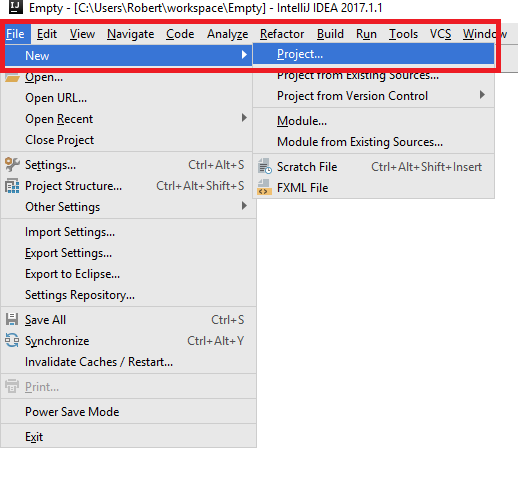 Empty - [C:\Users\Robert\workspace\Empty] - IntelliJ IDEA 2017.1.1
File Edit View Navigate Code Analyze Refactor Build Run Tools VCS Window
New
Open...
Open URL...
Open Recent
Close Project
Settings... Ctrl+Alt+S
Project Structure... Ctrl+Alt+Shift+S
Other Settings
Import Settings...
Export Settings...
Export to Eclipse...
Settings Repository...
Save All Ctrl+S
Synchronize Ctrl+Alt+Y
Invalidate Caches / Restart...
Print...
Power Save Mode
Exit
Project...
Project from Existing Sources...
Project from Version Control
Module...
Module from Existing Sources...
Scratch File Ctrl+Alt+Shift+Insert
FXML File